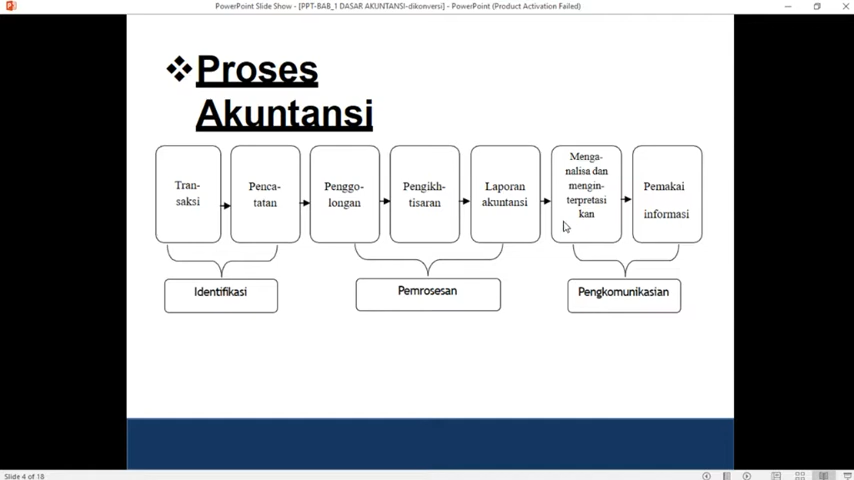 PowerPoint Slide Show - [PPT-BAB_1 DASAR AKUNTANSI-dikonversi] - PowerPoint (Product Activation Failed)
❖Proses
Akuntansi
Tran-
saksi
Penca-
tatan
Penggo-
longan
Pengikh-
tisaran
Laporan
akuntansi
Menga-
nalisa dan
mengin-
terpretasi
kan
Pemakai
informasi
Identifikasi
Pemrosesan
Pengkomunikasian
Slide 4 of 18